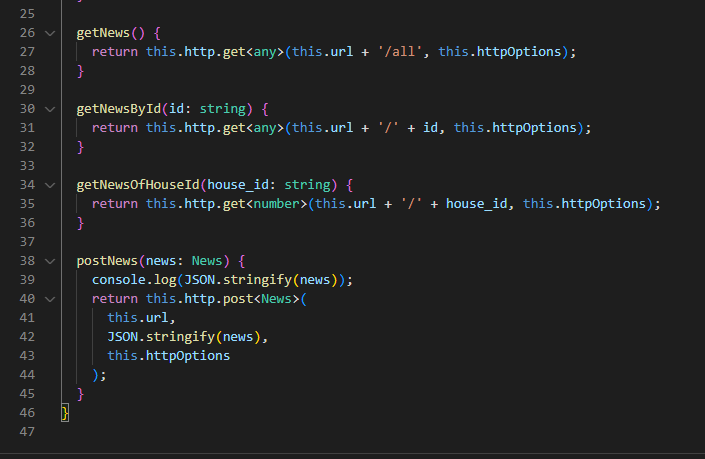 25
26 getNews() {
27 return this.http.get<any>(this.url + '/all', this.httpOptions);
28 }
29
30 getNewsById(id: string) {
31 return this.http.get<any>(this.url + '/' + id, this.httpOptions);
32 }
33
34 getNewsOfHouseId(house_id: string) {
35 return this.http.get<number>(this.url + '/' + house_id, this.httpOptions);
36 }
37
38 postNews(news: News) {
39 console.log(JSON.stringify(news));
40 return this.http.post<News>(
41 this.url,
42 JSON.stringify(news),
43 this.httpOptions
44 );
45 }
46 }
47